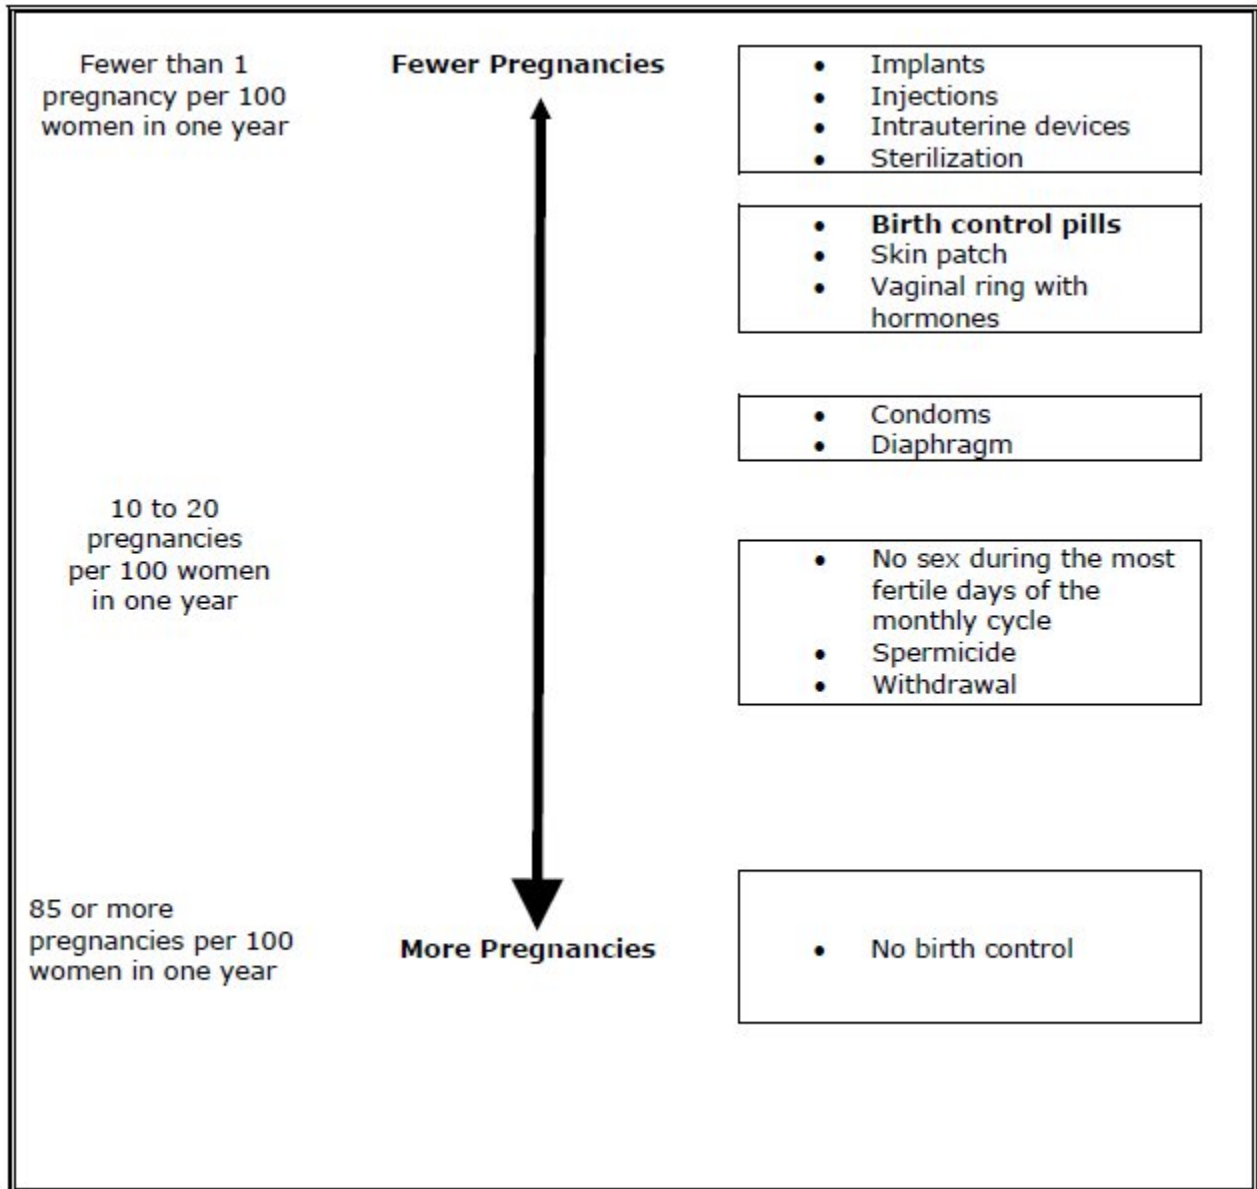 Fewer than 1
pregnancy per 100
women in one year
Fewer Pregnancies
• Implants
• Injections
• Intrauterine devices
• Sterilization
• Birth control pills
• Skin patch
• Vaginal ring with
hormones
• Condoms
• Diaphragm
10 to 20
pregnancies
per 100 women
in one year
• No sex during the most
fertile days of the
monthly cycle
• Spermicide
• Withdrawal
85 or more
pregnancies per 100
women in one year
More Pregnancies
• No birth control